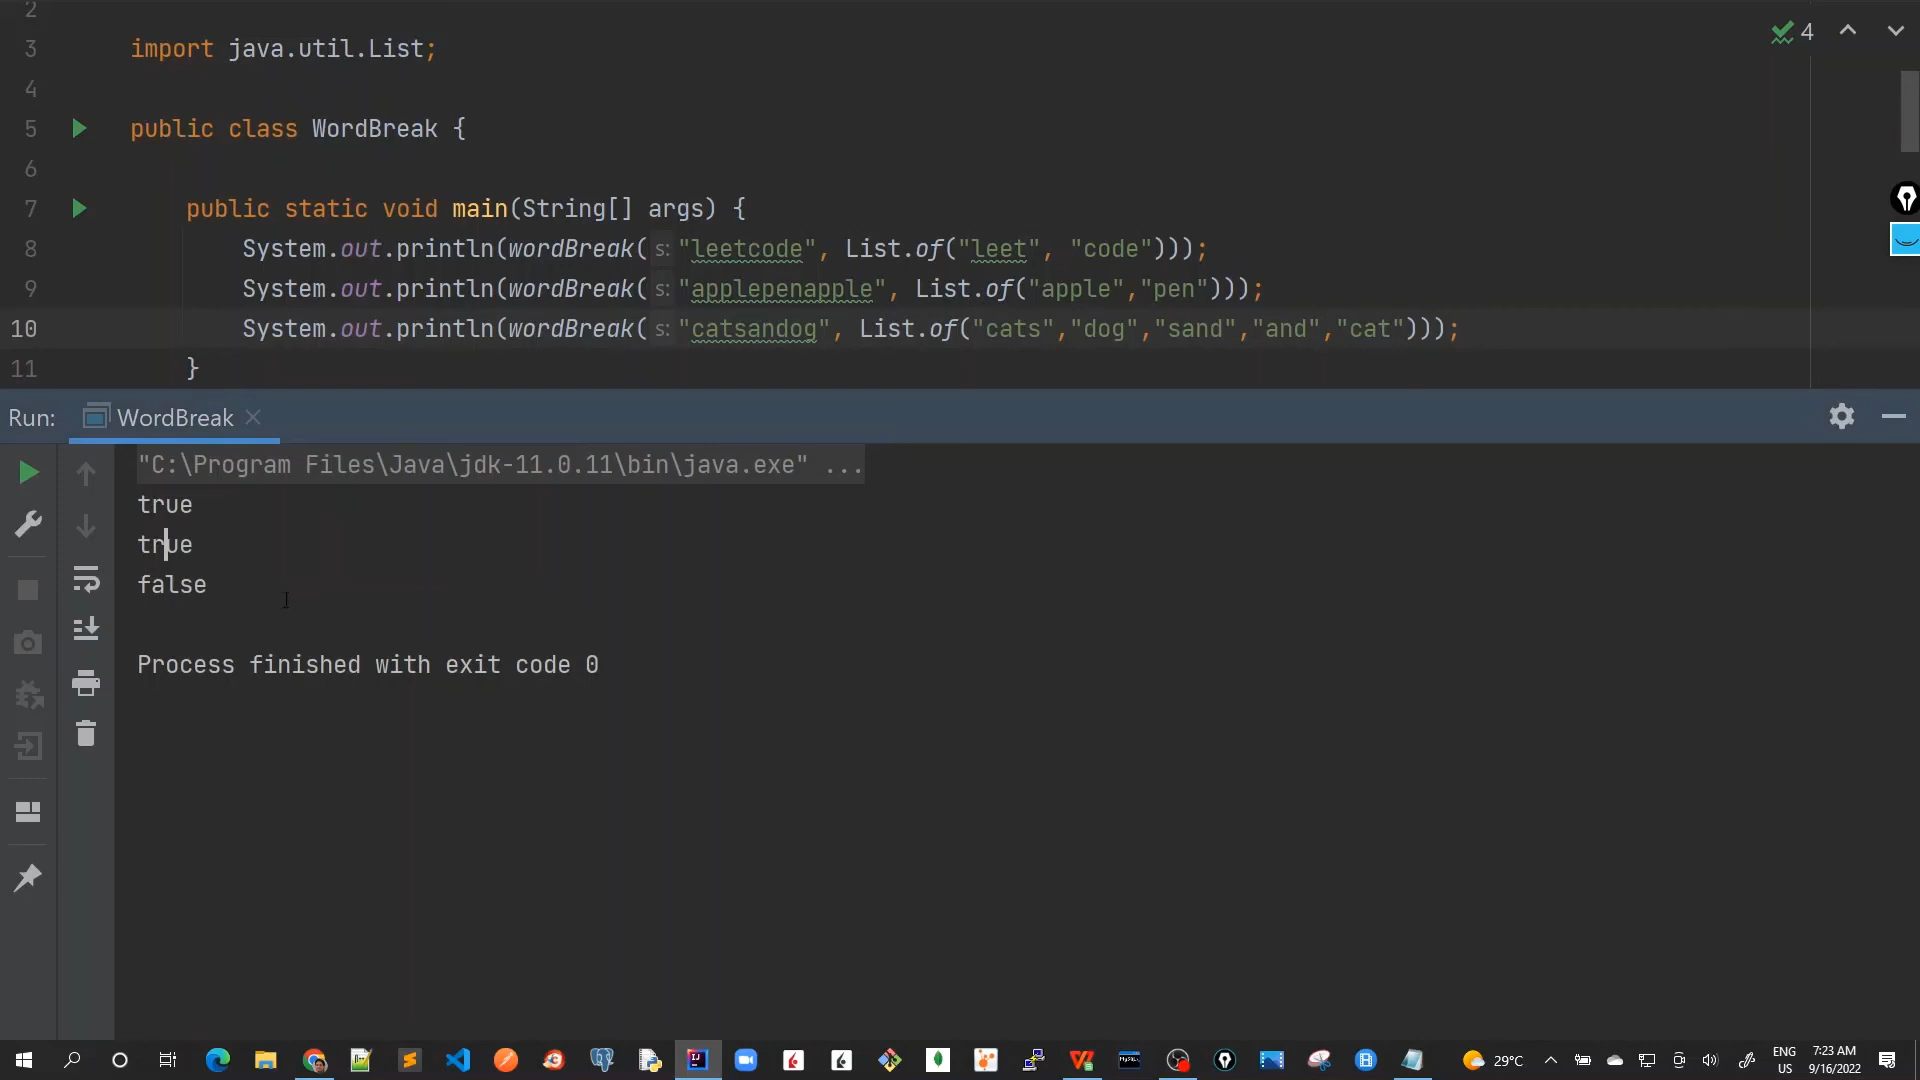 2
3 import java.util.List;
4
5 public class WordBreak {
6
7 public static void main(String[] args) {
8 System.out.println(wordBreak( s: "leetcode", List.of("leet", "code")));
9 System.out.println(wordBreak( s: "applepenapple", List.of("apple","pen")));
10 System.out.println(wordBreak( s: "catsandog", List.of("cats","dog","sand","and","cat")));
11 }
4
Run: WordBreak
"C:\Program Files\Java\jdk-11.0.11\bin\java.exe" ...
true
true
false
Process finished with exit code 0
29°C
ENG
US
7:23 AM
9/16/2022